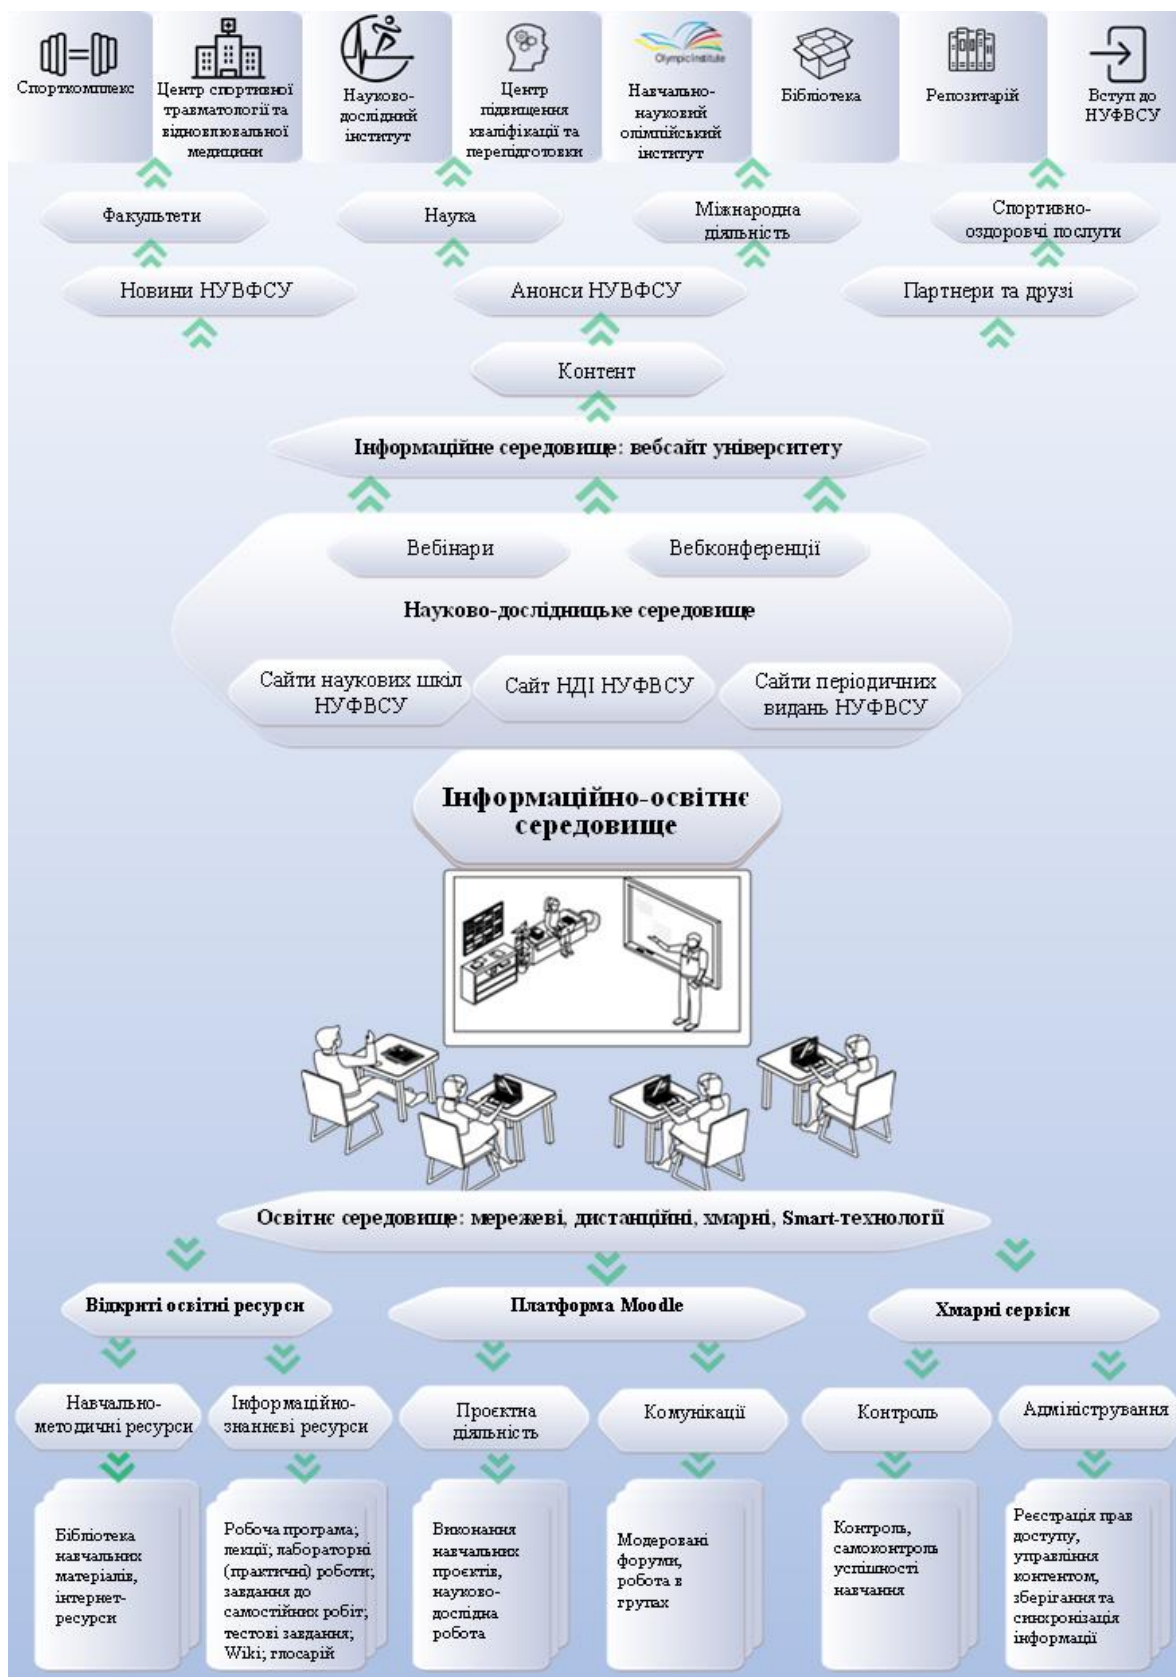 Спорткомплекс
Центр спортивної
травматології та
відновлювальної
медицини
Науково-
дослідний
інститут
Центр
підвищення
кваліфікації та
перепідготовки
OlympicInstitute
Навчально-
науковий
олімпійський
інститут
Бібліотека
Репозитарій
Вступ до
НУФВСУ
Факультети
Наука
Міжнародна
діяльність
Спортивно-
оздоровчі послуги
Новини НУВФСУ
Анонси НУВФСУ
Партнери та друзі
Контент
Інформаційне середовище: вебсайт університету
Вебінари
Вебконференції
Науково-дослідницьке середовище
Сайти наукових шкіл
НУФВСУ
Сайт НДІ НУФВСУ
Сайти періодичних
видань НУФВСУ
Інформаційно-освітнє
середовище
Освітнє середовище: мережеві, дистанційні, хмарні, Smart-технології
Відкриті освітні ресурси
Платформа Moodle
Хмарні сервіси
Навчально-
методичні ресурси
Інформаційно-
знаннєві ресурси
Проєктна
діяльність
Комунікації
Контроль
Адміністрування
Бібліотека
навчальних
матеріалів,
інтернет-
ресурси
Робоча програма;
лекції; лабораторні
(практичні) роботи;
завдання до
самостійних робіт;
тестові завдання;
Wiki; глосарій
Виконання
навчальних
проєктів,
науково-
дослідна
робота
Модеровані
форуми,
робота в
групах
Контроль,
самоконтроль
успішності
навчання
Реєстрація прав
доступу,
управління
контентом,
зберігання та
синхронізація
інформації